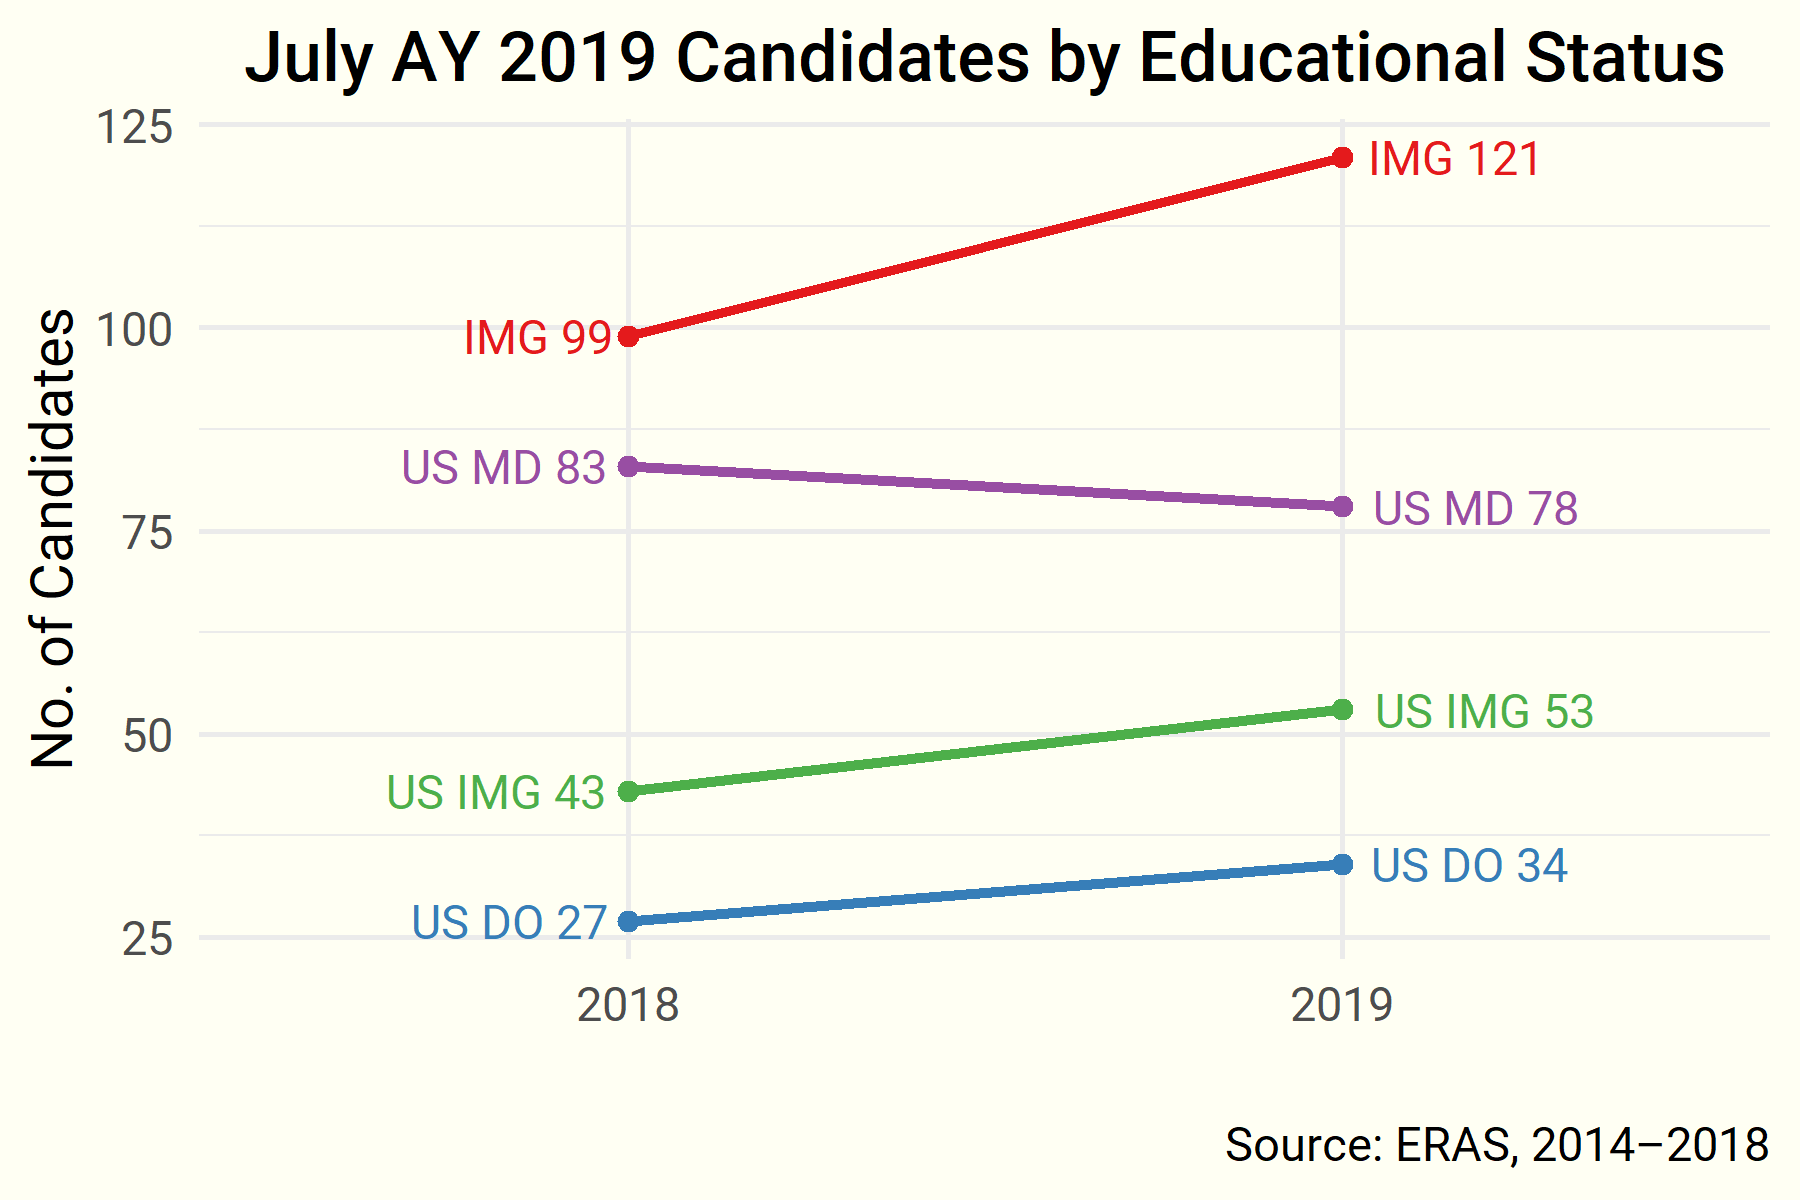 July AY 2019 Candidates by Educational Status
No. of Candidates
125
100
75
50
25
IMG 99
IMG 121
US MD 83
US MD 78
US IMG 43
US IMG 53
US DO 27
US DO 34
2018
2019
Source: ERAS, 2014–2018